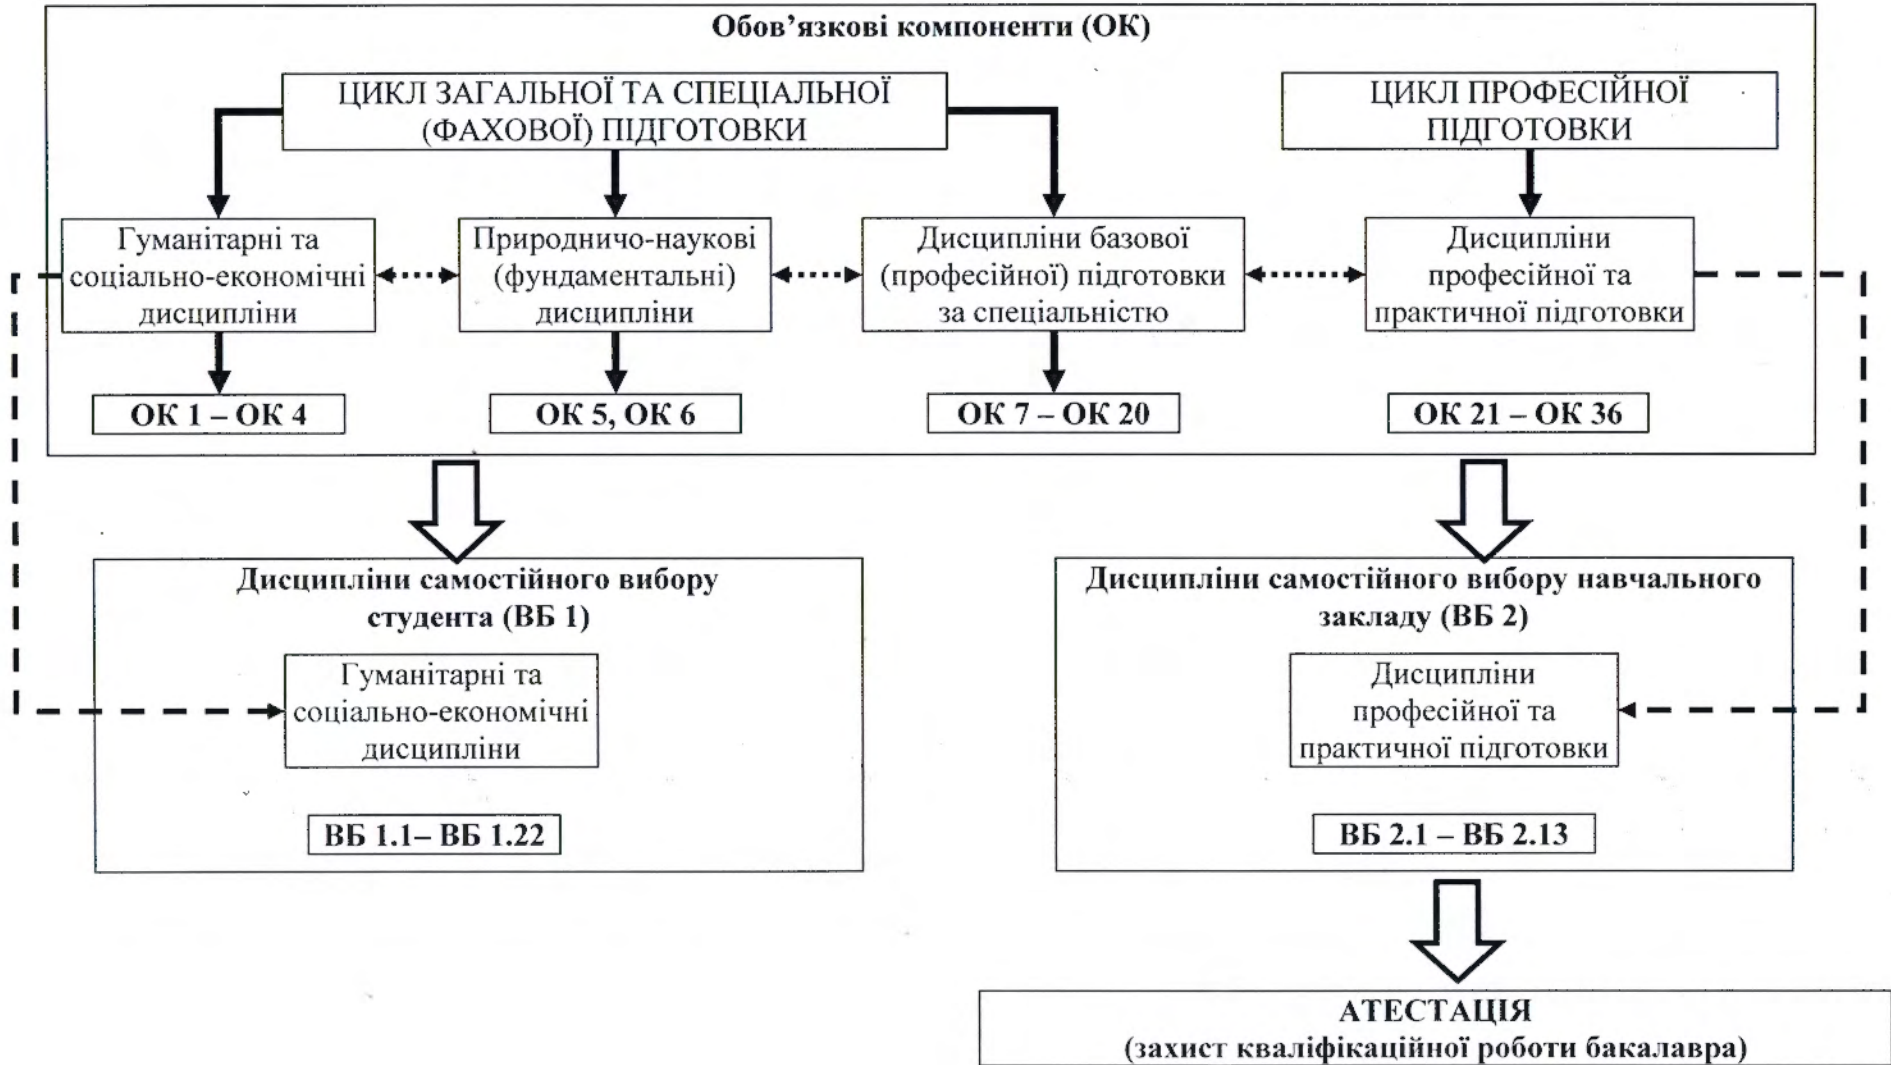 Обов’язкові компоненти (ОК)
ЦИКЛ ЗАГАЛЬНОЇ ТА СПЕЦІАЛЬНОЇ
(ФАХОВОЇ) ПІДГОТОВКИ
ЦИКЛ ПРОФЕСІЙНОЇ
ПІДГОТОВКИ
Гуманітарні та
соціально-економічні
дисципліни
Природничо-наукові
(фундаментальні)
дисципліни
Дисципліни базової
(професійної) підготовки
за спеціальністю
Дисципліни
професійної та
практичної підготовки
ОК 1 – ОК 4
ОК 5, ОК 6
ОК 7 – ОК 20
ОК 21 – ОК 36
Дисципліни самостійного вибору
студента (ВБ 1)
Гуманітарні та
соціально-економічні
дисципліни
ВБ 1.1– ВБ 1.22
Дисципліни самостійного вибору навчального
закладу (ВБ 2)
Дисципліни
професійної та
практичної підготовки
ВБ 2.1 – ВБ 2.13
АТЕСТАЦІЯ
(захист кваліфікаційної роботи бакалавра)